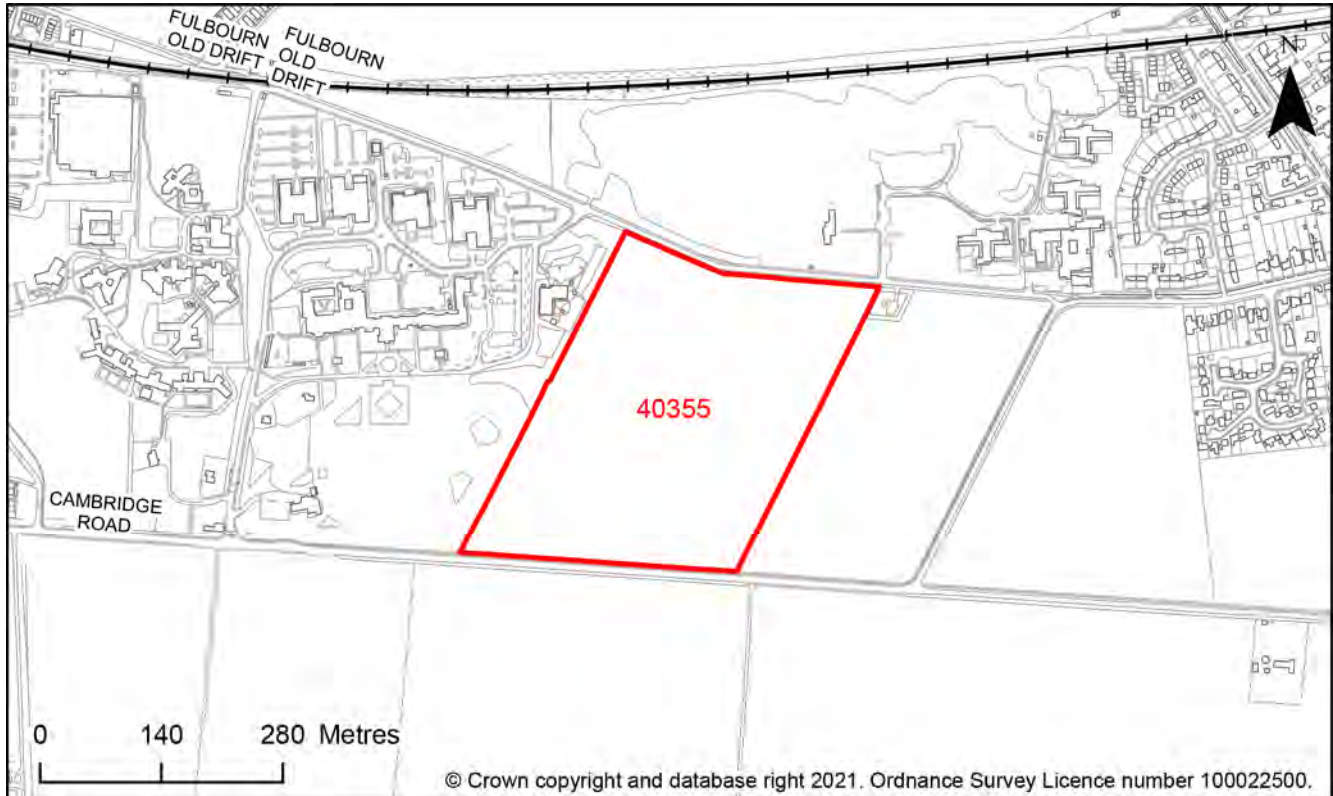 FULBOURN
OLD DRIFT
FULBOURN
OLD
DRIFT
N
40355
CAMBRIDGE
ROAD
0 140 280 Metres
© Crown copyright and database right 2021. Ordnance Survey Licence number 100022500.